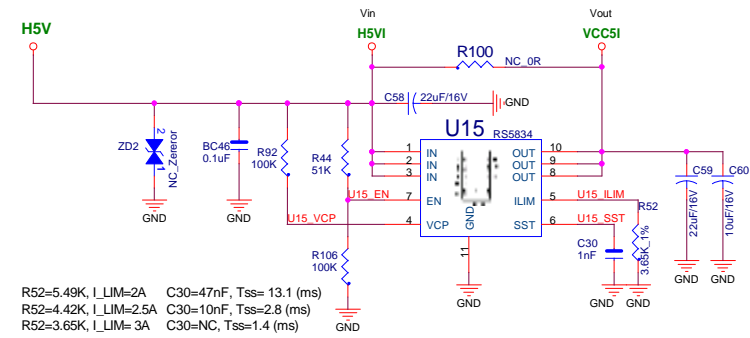 Vin
Vout
H5V
H5VI
VCC5I
R100
NC_0R
C58
22uF/16V
GND
U15
RS5834
2
ZD2
1
NC_Zereror
GND
BC46
0.1uF
GND
R92
100K
R44
51K
U15_EN
U15_VCP
1
IN
2
IN
3
IN
7
EN
4
VCP
OUT
10
OUT
9
OUT
8
ILIM
5
SST
6
GND
11
GND
U15_ILIM
U15_SST
R52
3.65K_1%
C30
1nF
GND
GND
C59
22uF/16V
GND
C60
10uF/16V
GND
R106
100K
GND
R52=5.49K, I_LIM=2A C30=47nF, Tss= 13.1 (ms)
R52=4.42K, I_LIM=2.5A C30=10nF, Tss=2.8 (ms)
R52=3.65K, I_LIM= 3A C30=NC, Tss=1.4 (ms)